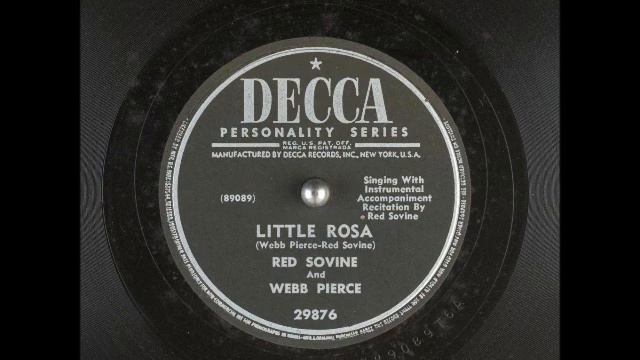 DECCA
PERSONALITY SERIES
REG. U.S. PAT. OFF.
MARCA REGISTRADA
MANUFACTURED BY DECCA RECORDS, INC., NEW YORK, U.S.A.
(89089)
Singing With
Instrumental
Accompaniment
Recitation By
Red Sovine
LITTLE ROSA
(Webb Pierce-Red Sovine)
RED SOVINE
And
WEBB PIERCE
29876